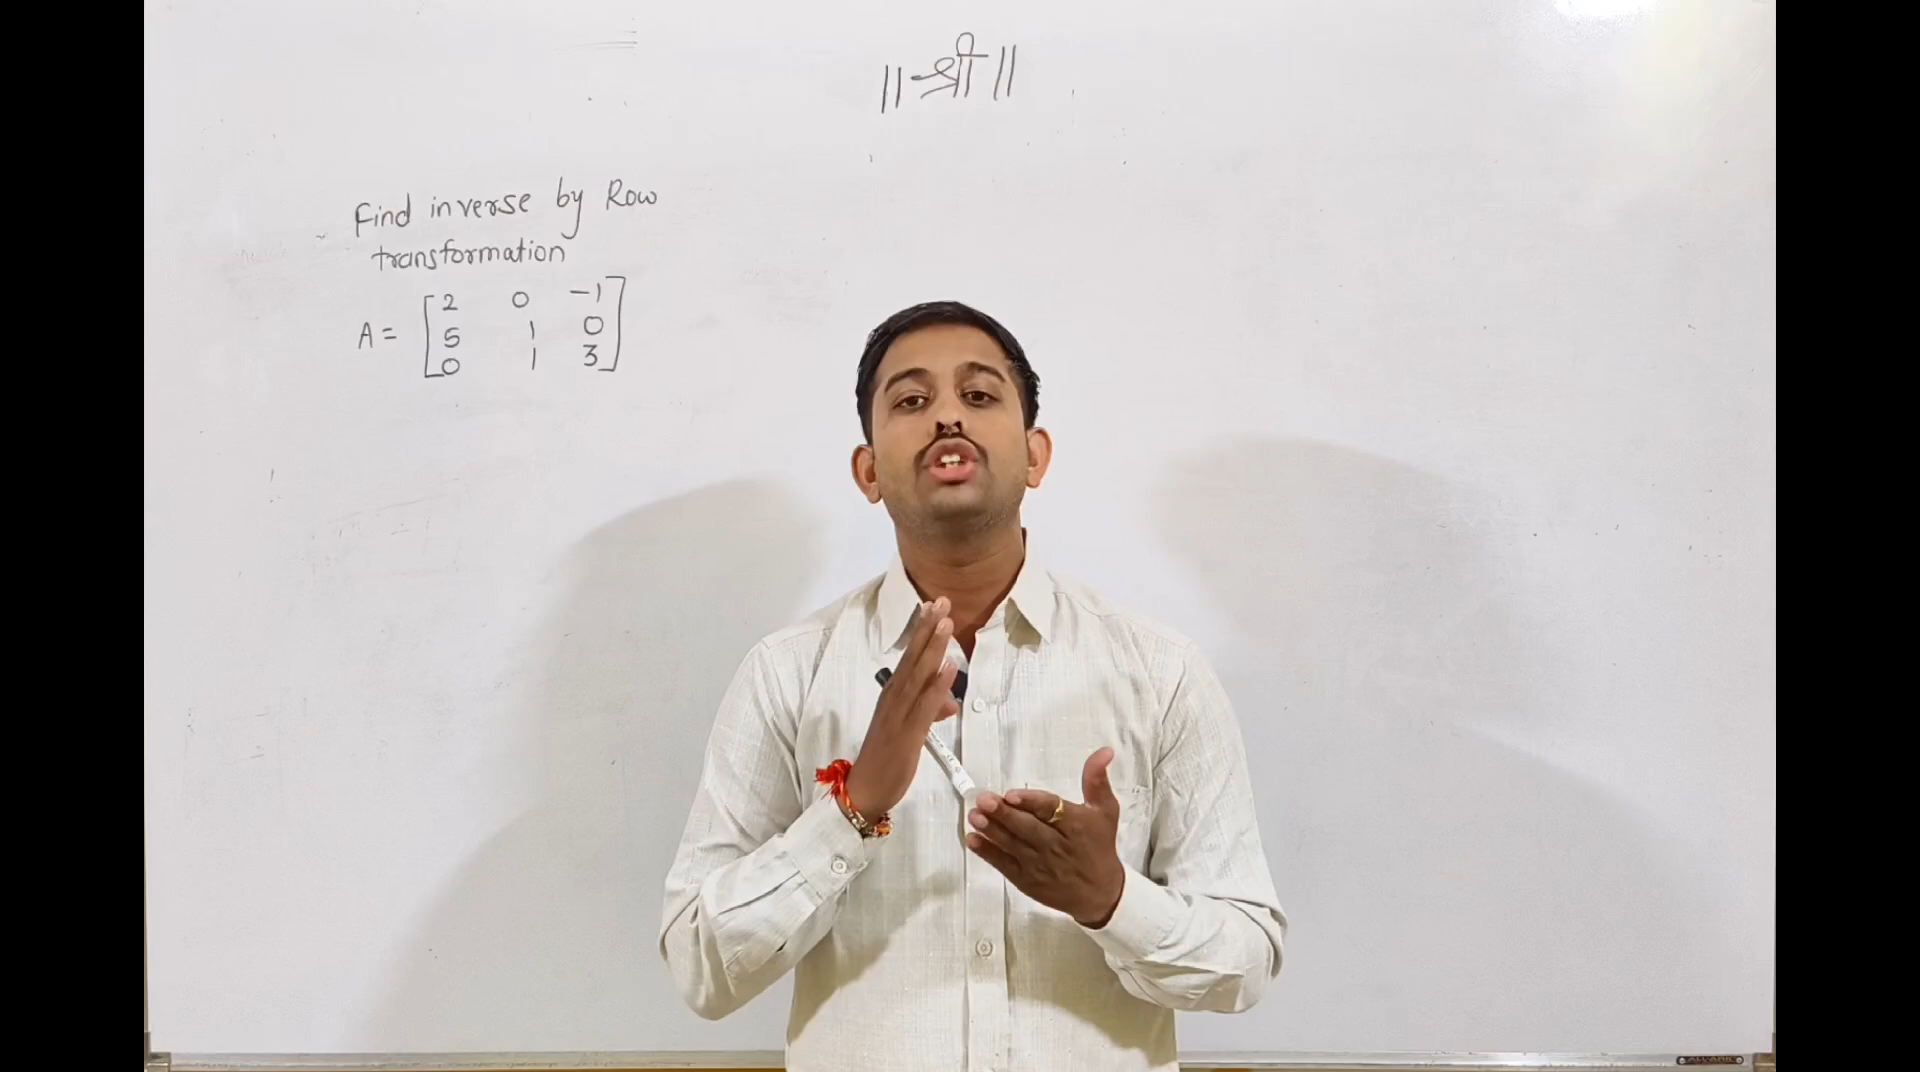 ॥ श्री ॥
Find inverse by Row
transformation
A = [2 0 -1
5 1 0
0 1 3]